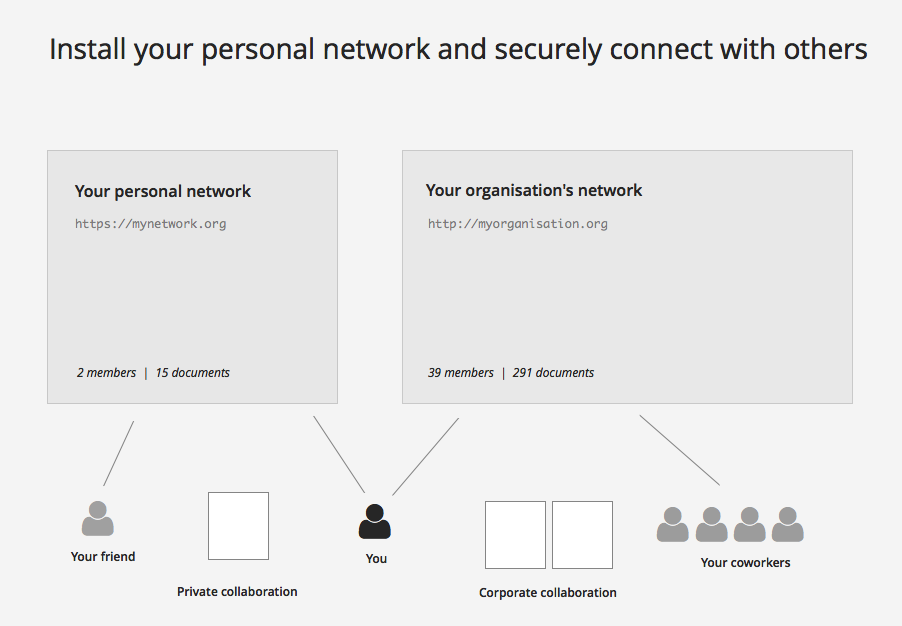 Install your personal network and securely connect with others
Your personal network
https://mynetwork.org
2 members | 15 documents
Your organisation's network
http://myorganisation.org
39 members | 291 documents
Your friend
Private collaboration
You
Corporate collaboration
Your coworkers